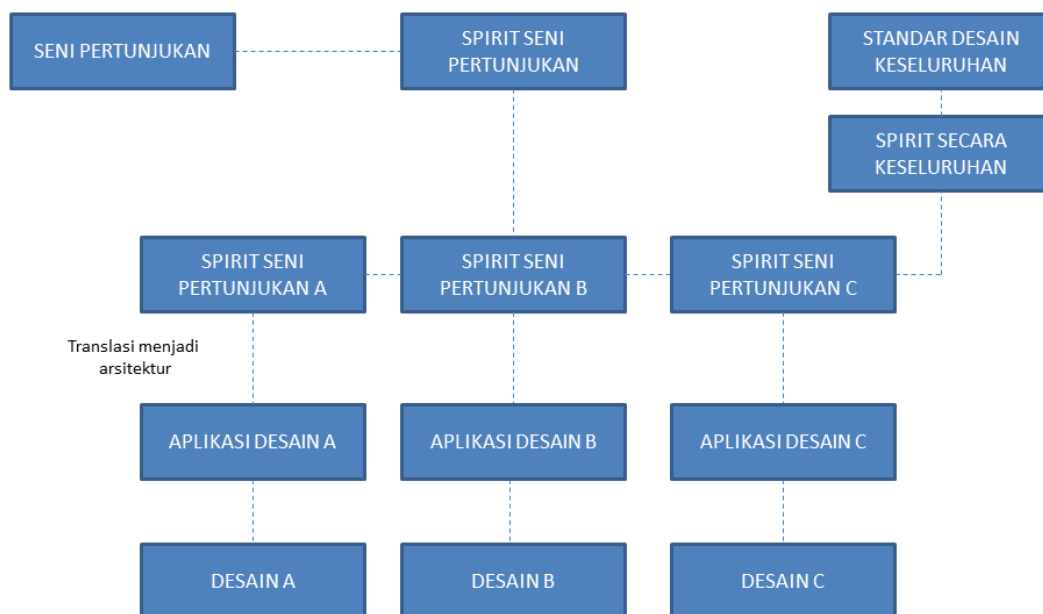 SENI PERTUNJUKAN
SPIRIT SENI
PERTUNJUKAN
STANDAR DESAIN
KESELURUHAN
SPIRIT SECARA
KESELURUHAN
SPIRIT SENI
PERTUNJUKAN A
SPIRIT SENI
PERTUNJUKAN B
SPIRIT SENI
PERTUNJUKAN C
Translasi menjadi
arsitektur
APLIKASI DESAIN A
APLIKASI DESAIN B
APLIKASI DESAIN C
DESAIN A
DESAIN B
DESAIN C